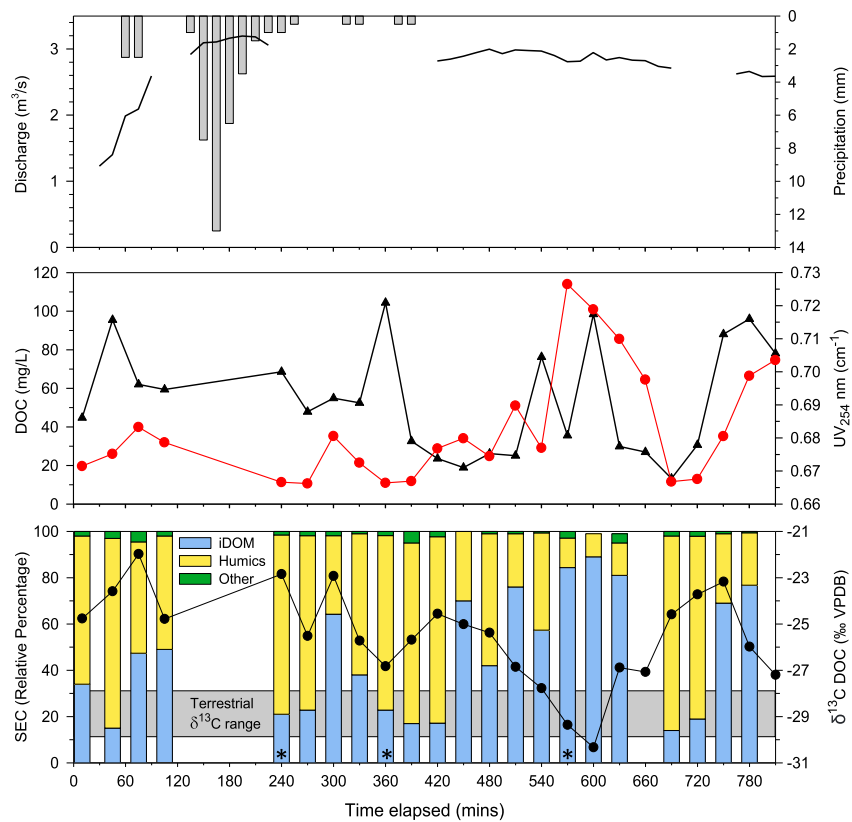 Discharge (m³/s)
3
2
1
0
0
2
4
6
8
10
12
14
Precipitation (mm)
DOC (mg/L)
120
100
80
60
40
20
0
0.73
0.72
0.71
0.70
0.69
0.68
0.67
0.66
UV₂₅₄ nm (cm⁻¹)
SEC (Relative Percentage)
100
80
60
40
20
0
iDOM
Humics
Other
Terrestrial
δ¹³C range
* * *
-21
-23
-25
-27
-29
-31
δ¹³C DOC (‰ VPDB)
0 60 120 180 240 300 360 420 480 540 600 660 720 780
Time elapsed (mins)